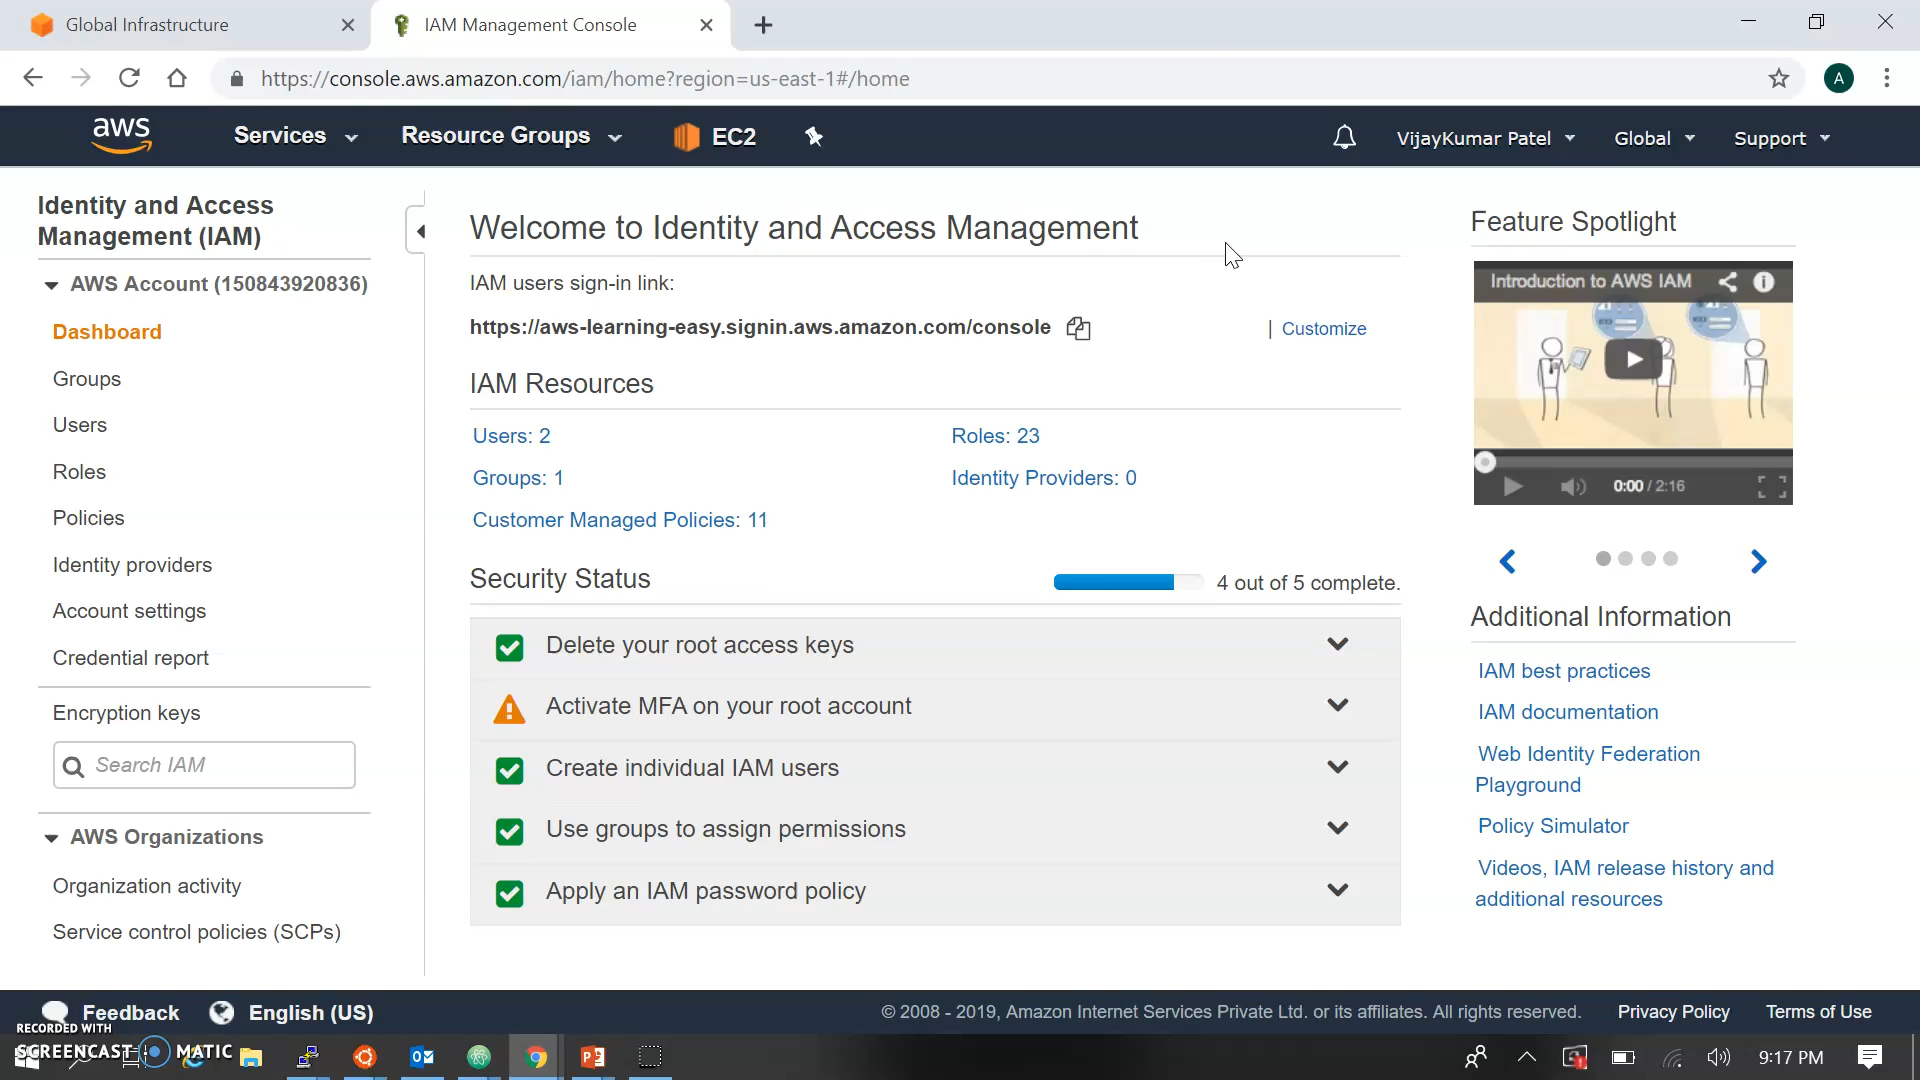 Global Infrastructure
IAM Management Console
https://console.aws.amazon.com/iam/home?region=us-east-1#/home
A
aws
Services
Resource Groups
EC2
VijayKumar Patel
Global
Support
Identity and Access
Management (IAM)
AWS Account (150843920836)
Dashboard
Groups
Users
Roles
Policies
Identity providers
Account settings
Credential report
Encryption keys
Search IAM
AWS Organizations
Organization activity
Service control policies (SCPs)
Welcome to Identity and Access Management
IAM users sign-in link:
https://aws-learning-easy.signin.aws.amazon.com/console
| Customize
IAM Resources
Users: 2
Roles: 23
Groups: 1
Identity Providers: 0
Customer Managed Policies: 11
Security Status
4 out of 5 complete.
Delete your root access keys
Activate MFA on your root account
Create individual IAM users
Use groups to assign permissions
Apply an IAM password policy
Feature Spotlight
Introduction to AWS IAM
0:00 / 2:16
Additional Information
IAM best practices
IAM documentation
Web Identity Federation
Playground
Policy Simulator
Videos, IAM release history and
additional resources
Feedback
English (US)
© 2008 - 2019, Amazon Internet Services Private Ltd. or its affiliates. All rights reserved.
Privacy Policy
Terms of Use
RECORDED WITH
SCREENCAST MATIC
9:17 PM